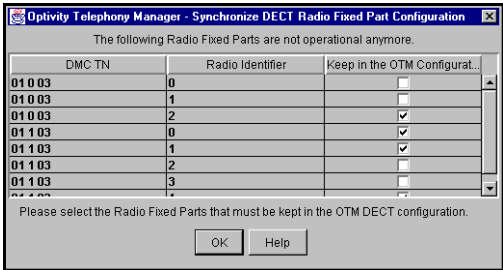 Optivity Telephony Manager - Synchronize DECT Radio Fixed Part Configuration
The following Radio Fixed Parts are not operational anymore.
DMC TN Radio Identifier Keep in the OTM Configurat...
01 0 03 0
01 0 03 1
01 0 03 2
01 1 03 0
01 1 03 1
01 1 03 2
01 1 03 3
Please select the Radio Fixed Parts that must be kept in the OTM DECT configuration.
OK Help